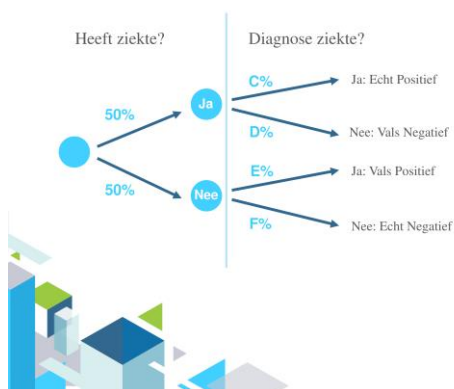 Heeft ziekte?
Diagnose ziekte?
C%
Ja: Echt Positief
50%
Ja
D%
Nee: Vals Negatief
E%
Ja: Vals Positief
50%
Nee
F%
Nee: Echt Negatief